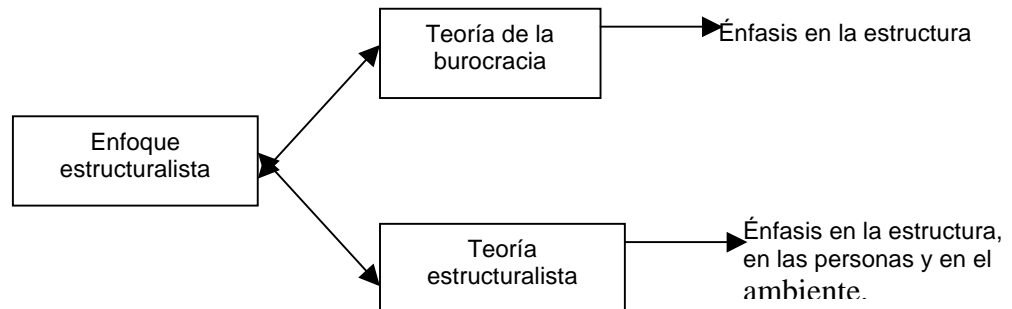 Teoría de la
burocracia
Énfasis en la estructura
Enfoque
estructuralista
Teoría
estructuralista
Énfasis en la estructura,
en las personas y en el
ambiente.